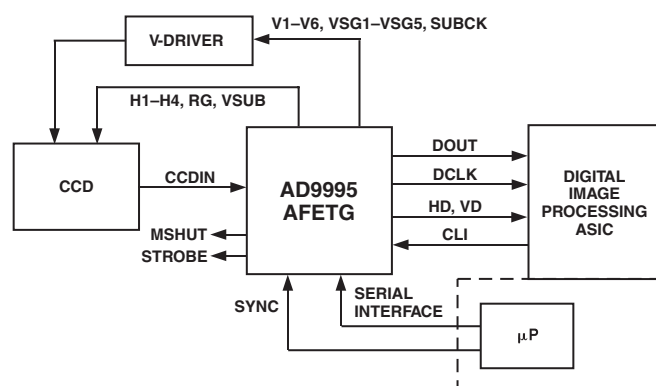 V1–V6, VSG1–VSG5, SUBCK
V-DRIVER
H1–H4, RG, VSUB
CCD
CCDIN
AD9995
AFETG
MSHUT
STROBE
DOUT
DCLK
HD, VD
CLI
DIGITAL
IMAGE
PROCESSING
ASIC
SYNC
SERIAL
INTERFACE
μP